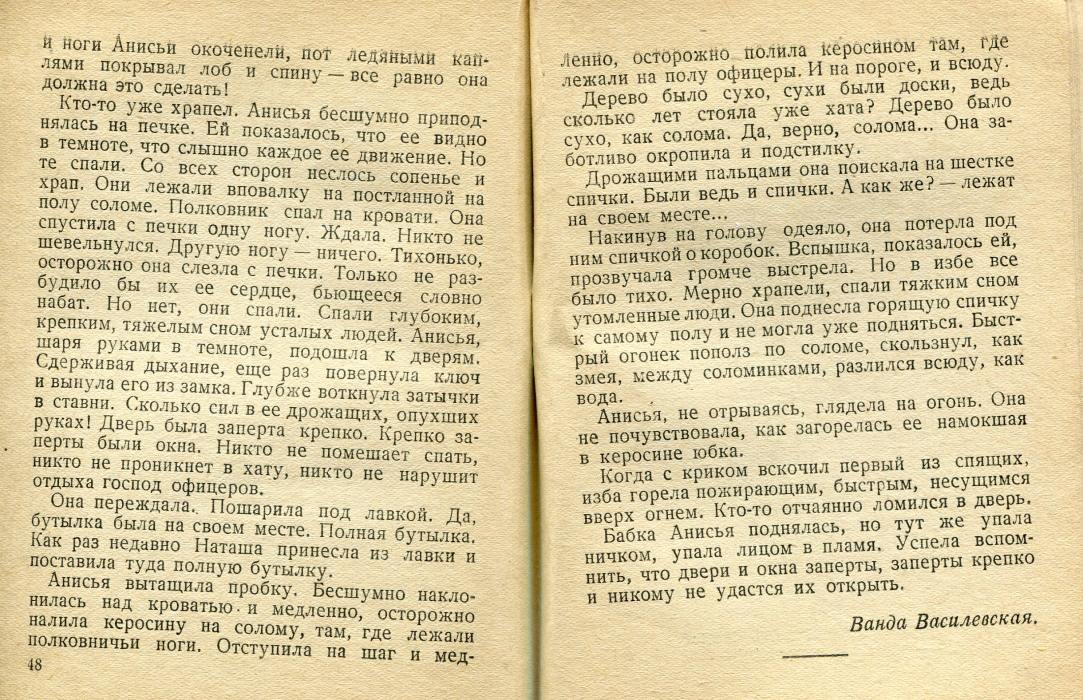 и ноги Анисьи окоченели, пот ледяными кап-
лями покрывал лоб и спину — все равно она
должна это сделать!
Кто-то уже храпел. Анисья бесшумно припод-
нялась на печке. Ей показалось, что ее видно
в темноте, что слышно каждое ее движение. Но
те спали. Со всех сторон неслось сопенье и
храп. Они лежали вповалку на постланной на
полу соломе. Полковник спал на кровати. Она
спустила с печки одну ногу. Ждала. Никто не
шевельнулся. Другую ногу — ничего. Тихонько,
осторожно она слезла с печки. Только не раз-
будило бы их ее сердце, бьющееся словно
набат. Но нет, они спали. Спали глубоким,
крепким, тяжелым сном усталых людей. Анисья,
шаря руками в темноте, подошла к дверям.
Сдерживая дыхание, еще раз повернула ключ
и вынула его из замка. Глубже воткнула затычки
в ставни. Сколько сил в ее дрожащих, опухших
руках! Дверь была заперта крепко. Крепко за-
перты были окна. Никто не помешает спать,
никто не проникнет в хату, никто не нарушит
отдыха господ офицеров.
Она переждала. Пошарила под лавкой. Да,
бутылка была на своем месте. Полная бутылка.
Как раз недавно Наташа принесла из лавки и
поставила туда полную бутылку.
Анисья вытащила пробку. Бесшумно накло-
нилась над кроватью и медленно, осторожно
налила керосину на солому, там, где лежали
полковничьи ноги. Отступила на шаг и мед-
48
ленно, осторожно полила керосином там, где
лежали на полу офицеры. И на пороге, и всюду.
Дерево было сухо, сухи были доски, ведь
сколько лет стояла уже хата? Дерево было
сухо, как солома. Да, верно, солома... Она за-
ботливо окропила и подстилку.
Дрожащими пальцами она поискала на шестке
спички. Были ведь и спички. А как же? — лежат
на своем месте...
Накинув на голову одеяло, она потерла под
ним спичкой о коробок. Вспышка, показалось ей,
прозвучала громче выстрела. Но в избе все
было тихо. Мерно храпели, спали тяжким сном
утомленные люди. Она поднесла горящую спичку
к самому полу и не могла уже подняться. Быст-
рый огонек пополз по соломе, скользнул, как
змея, между соломинками, разлился всюду, как
вода.
Анисья, не отрываясь, глядела на огонь. Она
не почувствовала, как загорелась ее намокшая
в керосине юбка.
Когда с криком вскочил первый из спящих,
изба горела пожирающим, быстрым, несущимся
вверх огнем. Кто-то отчаянно ломился в дверь.
Бабка Анисья поднялась, но тут же упала
ничком, упала лицом в пламя. Успела вспом-
нить, что двери и окна заперты, заперты крепко
и никому не удастся их открыть.
Ванда Василевская.